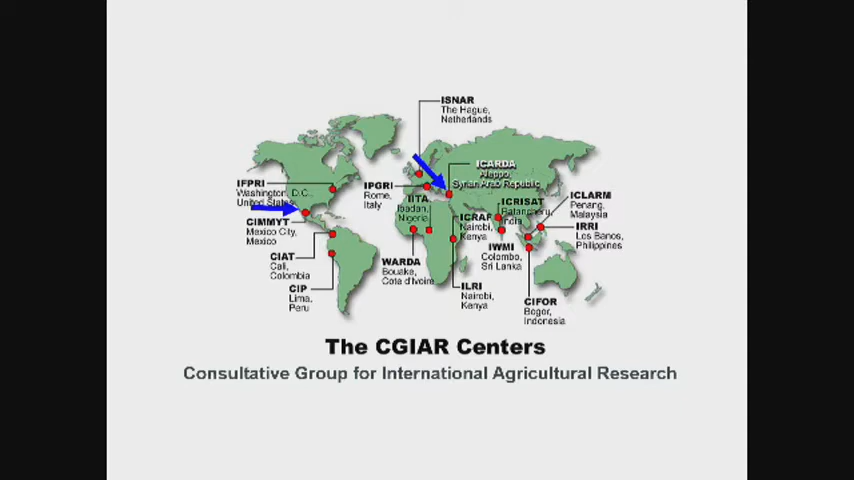 ISNAR
The Hague,
Netherlands
ICARDA
Aleppo,
Syrian Arab Republic
IFPRI
Washington, D.C.,
United States
IPGRI
Rome,
Italy
IITA
Ibadan,
Nigeria
ICRISAT
Patancheru,
India
ICLARM
Penang,
Malaysia
CIMMYT
Mexico City,
Mexico
ICRAF
Nairobi,
Kenya
IRRI
Los Banos,
Philippines
IWMI
Colombo,
Sri Lanka
CIAT
Cali,
Colombia
WARDA
Bouake,
Cote d'Ivoire
CIP
Lima,
Peru
ILRI
Nairobi,
Kenya
CIFOR
Bogor,
Indonesia
The CGIAR Centers
Consultative Group for International Agricultural Research